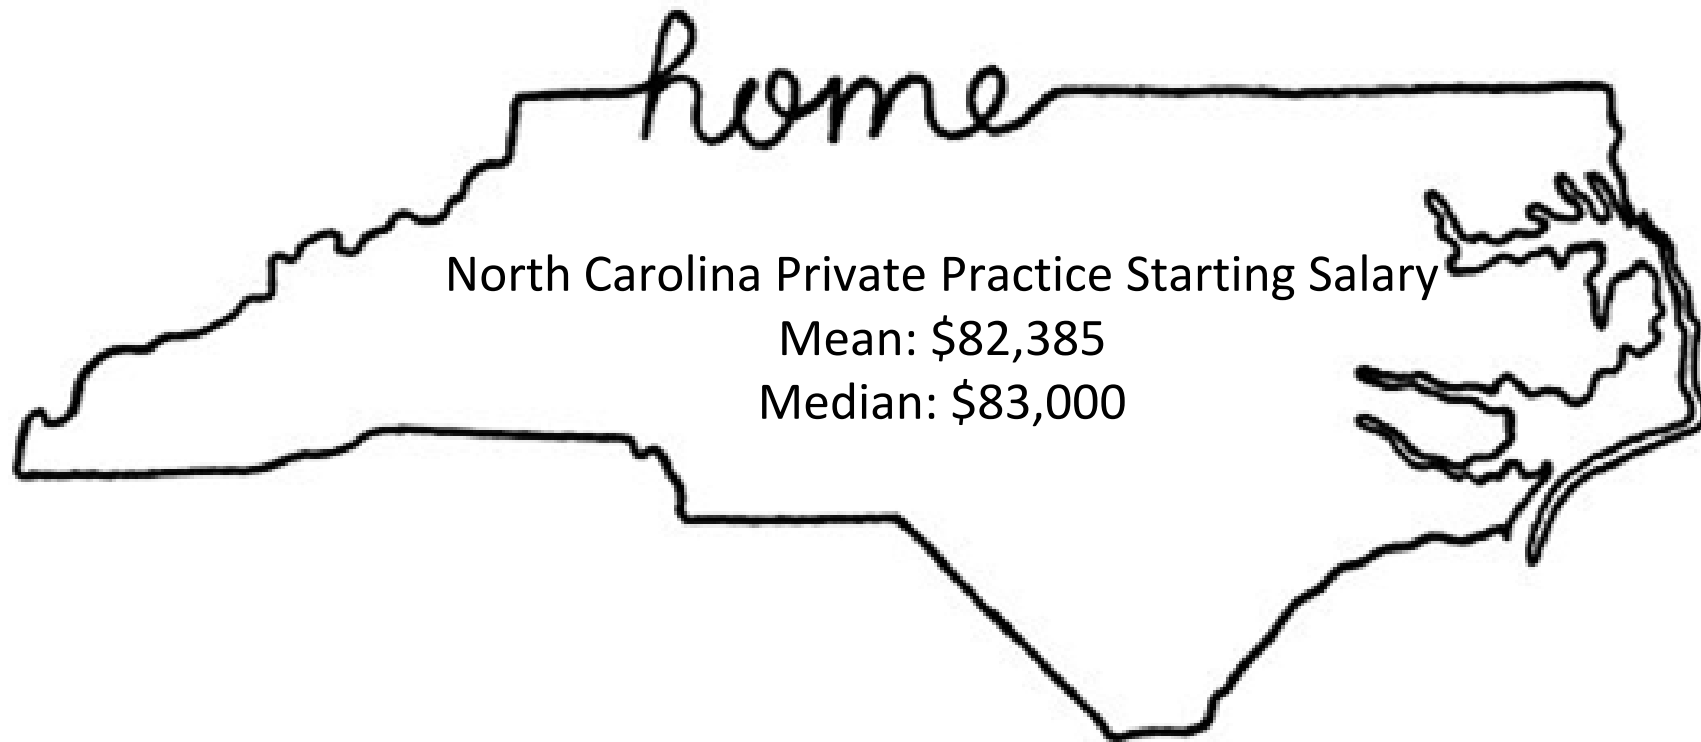 home
North Carolina Private Practice Starting Salary
Mean: $82,385
Median: $83,000